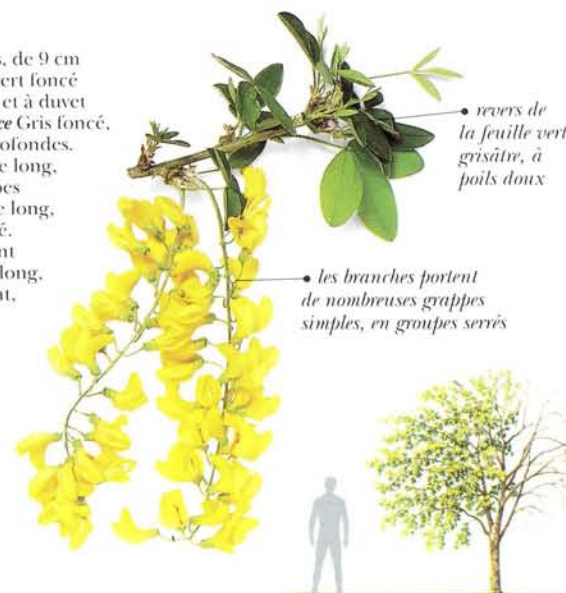 , de 9 cm
ert foncé
et à duvet
ce Gris foncé,
ofondes.
e long,
es
e long,
é.
nt
long.
nt,
revers de
la feuille vert
grisâtre, à
poils doux
les branches portent
de nombreuses grappes
simples, en groupes serrés